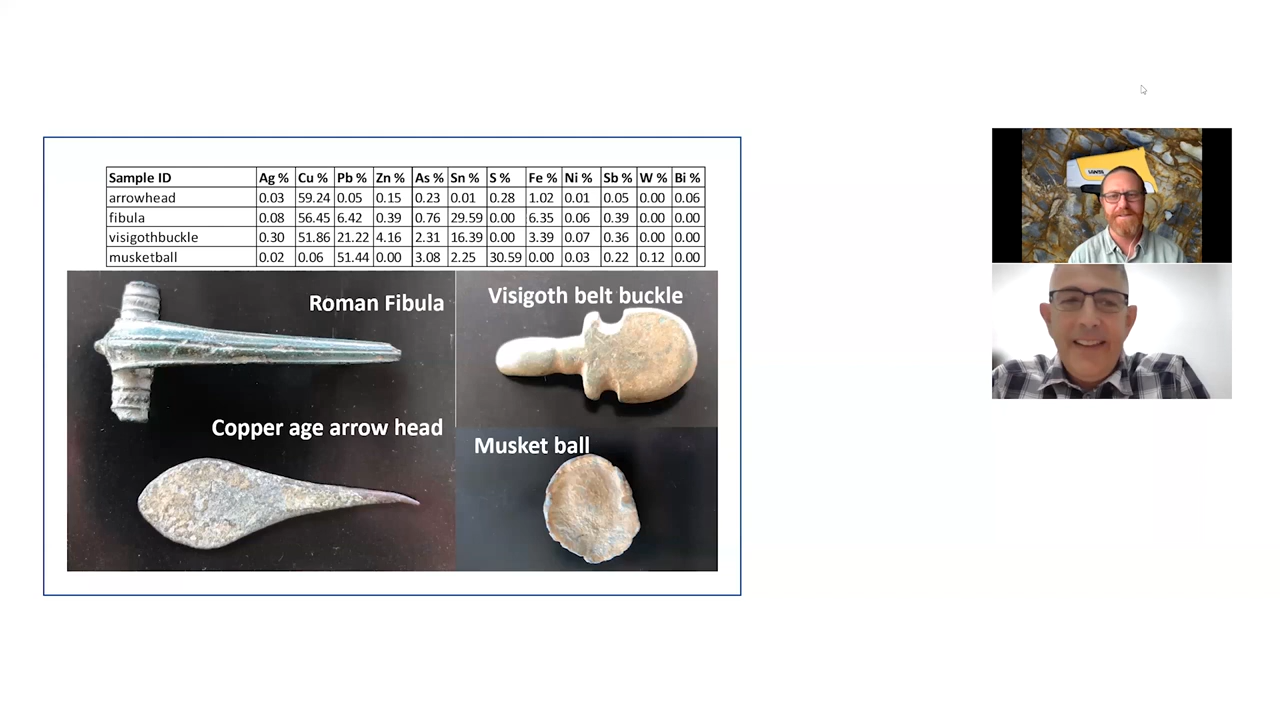 Sample ID Ag % Cu % Pb % Zn % As % Sn % S % Fe % Ni % Sb % W % Bi %
arrowhead 0.03 59.24 0.05 0.15 0.23 0.01 0.28 1.02 0.01 0.05 0.00 0.06
fibula 0.08 56.45 6.42 0.39 0.76 29.59 0.00 6.35 0.06 0.39 0.00 0.00
visigothbuckle 0.30 51.86 21.22 4.16 2.31 16.39 0.00 3.39 0.07 0.36 0.00 0.00
musketball 0.02 0.06 51.44 0.00 3.08 2.25 30.59 0.00 0.03 0.22 0.12 0.00
Roman Fibula
Visigoth belt buckle
Copper age arrow head
Musket ball